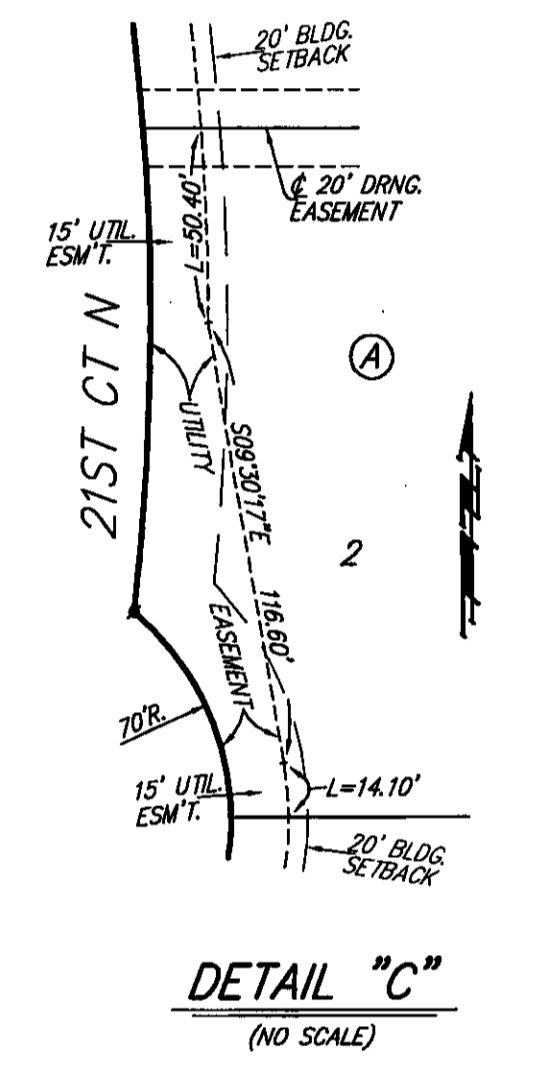 20' BLDG.
SETBACK
℄ 20' DRNG.
EASEMENT
15' UTIL.
ESM'T.
L=50.40'
21ST CT N
UTILITY
A
S09°30'17"E 116.60'
2
EASEMENT
70'R.
15' UTIL.
ESM'T.
L=14.10'
20' BLDG.
SETBACK
DETAIL "C"
(NO SCALE)